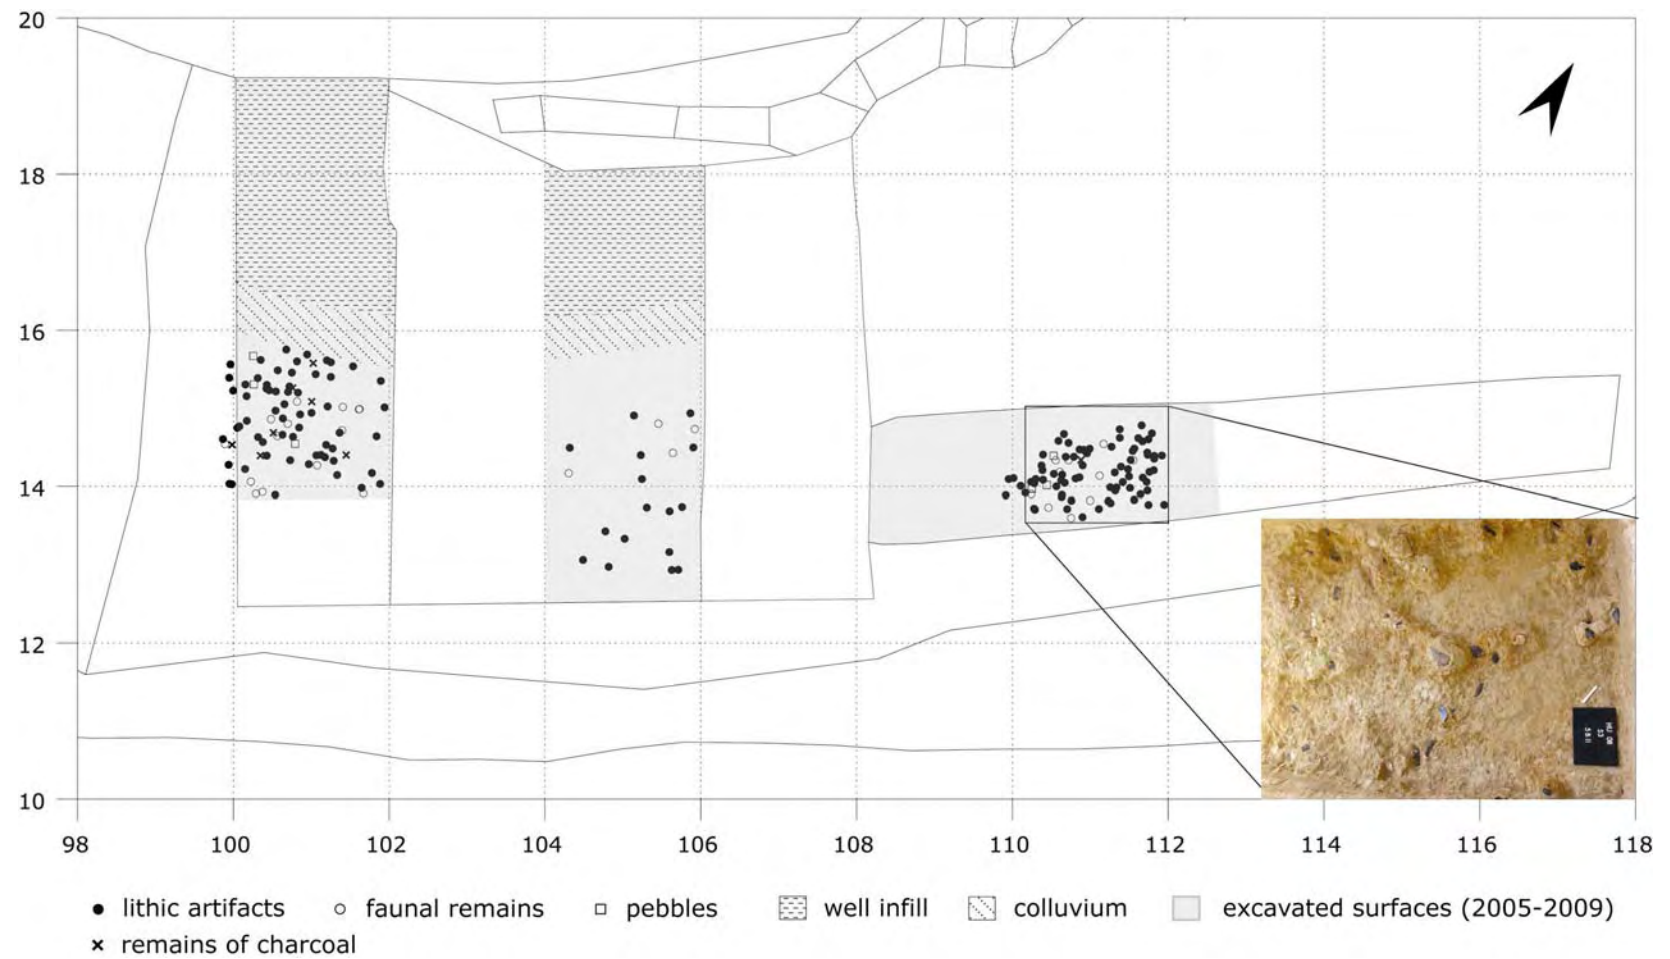 20
18
16
14
12
10
98 100 102 104 106 108 110 112 114 116 118
lithic artifacts faunal remains pebbles well infill colluvium excavated surfaces (2005-2009)
remains of charcoal